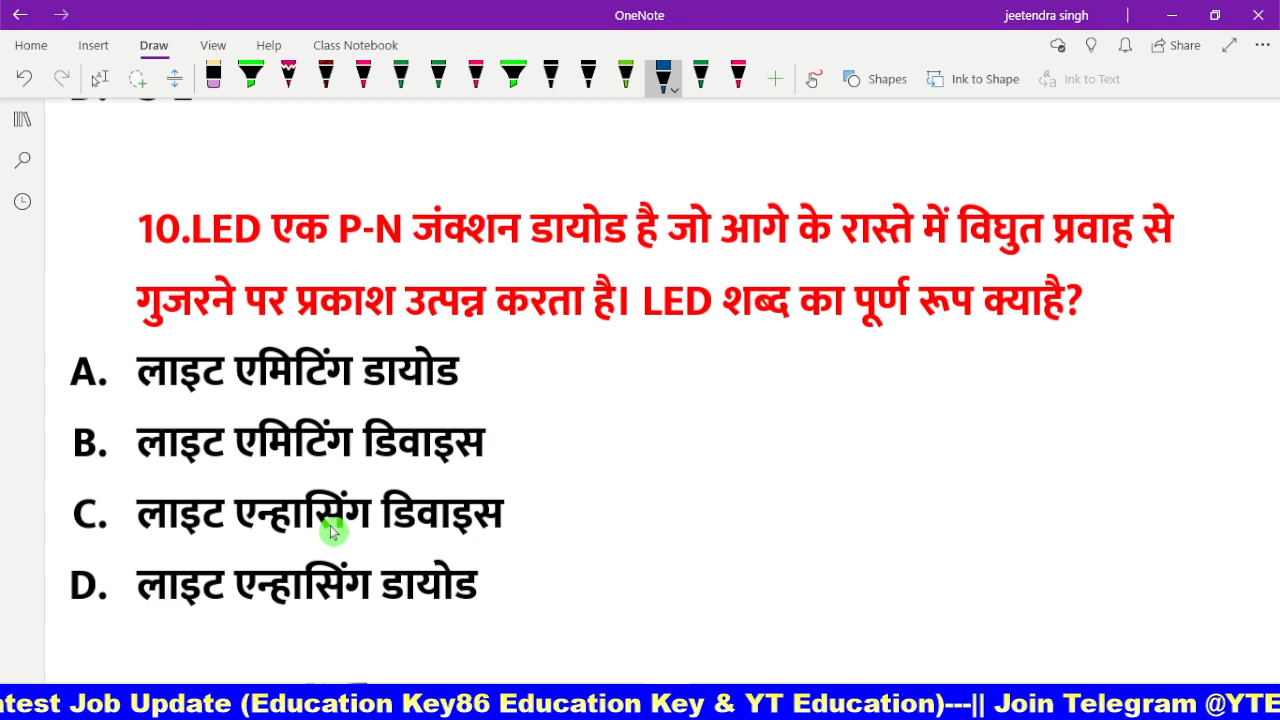 OneNote
jeetendra singh
Home Insert Draw View Help Class Notebook
Share
Shapes Ink to Shape Ink to Text
10.LED एक P-N जंक्शन डायोड है जो आगे के रास्ते में विघुत प्रवाह से
गुजरने पर प्रकाश उत्पन्न करता है। LED शब्द का पूर्ण रूप क्याहै?
A. लाइट एमिटिंग डायोड
B. लाइट एमिटिंग डिवाइस
C. लाइट एन्हासिंग डिवाइस
D. लाइट एन्हासिंग डायोड
atest Job Update (Education Key86 Education Key & YT Education)---|| Join Telegram @YTE